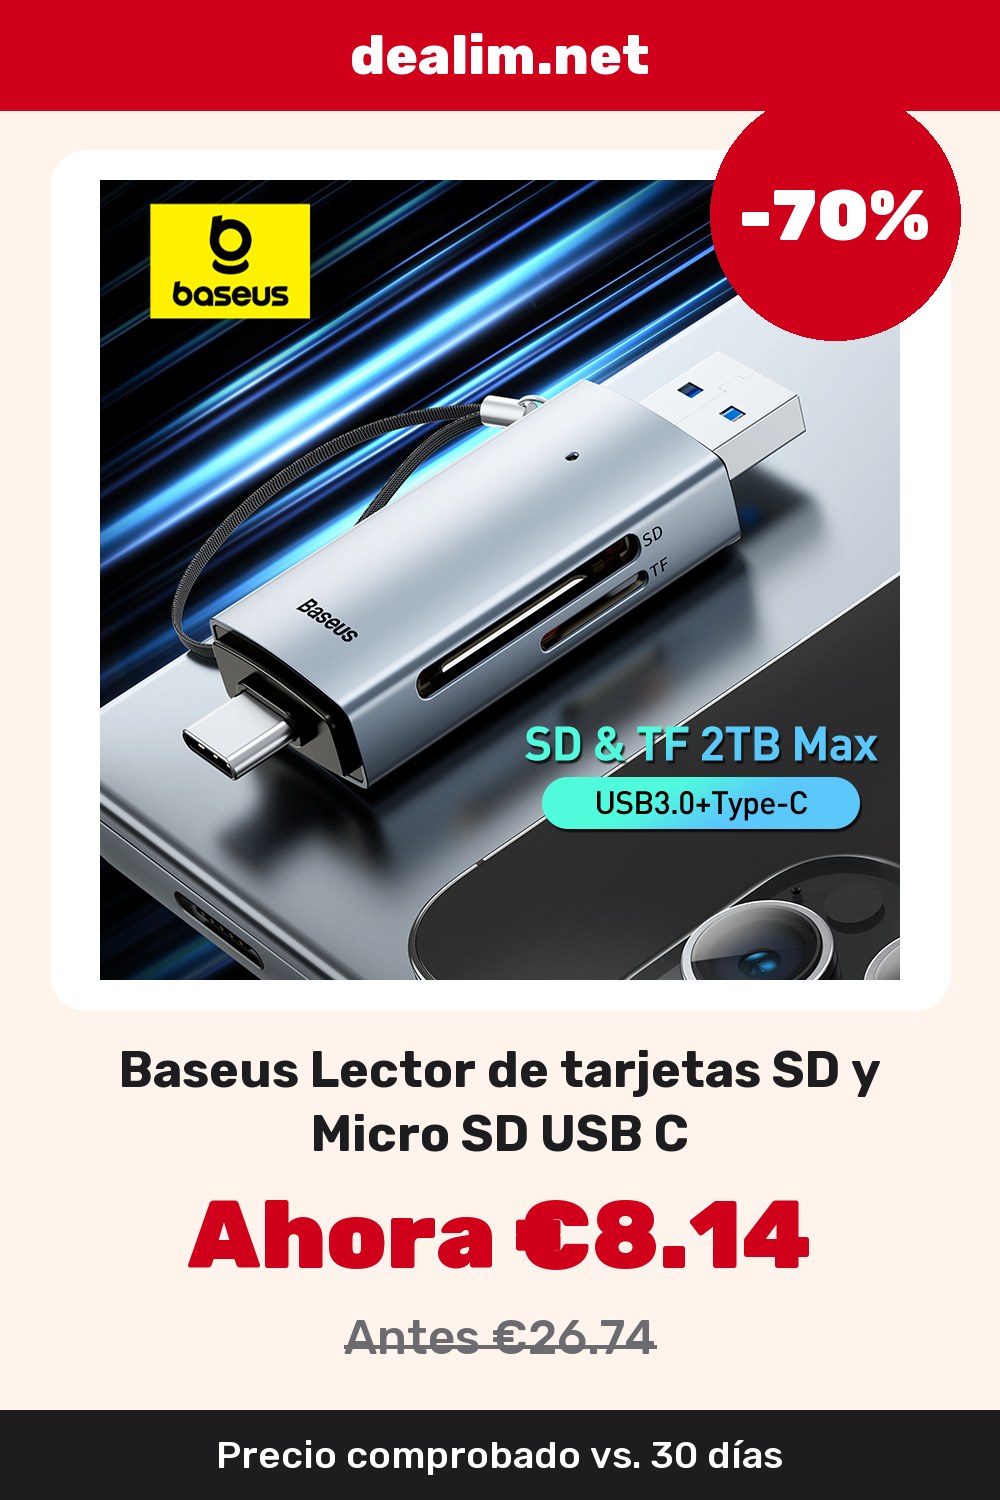 dealim.net
-70%
baseus
SD
TF
Baseus
SD & TF 2TB Max
USB3.0+Type-C
Baseus Lector de tarjetas SD y
Micro SD USB C
Ahora €8.14
Antes €26.74
Precio comprobado vs. 30 días